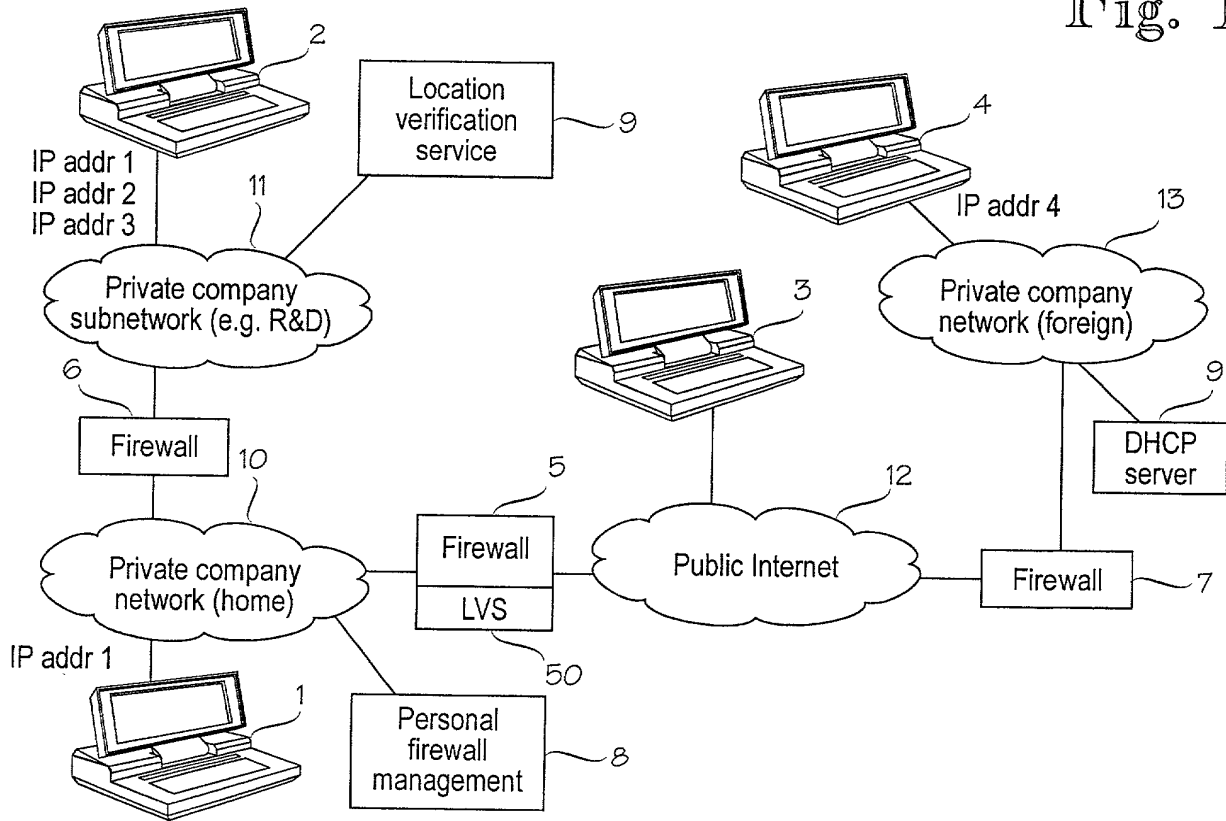 Fig. 1
2
Location
verification
service
9
4
IP addr 1
IP addr 2
IP addr 3
11
IP addr 4
13
Private company
subnetwork (e.g. R&D)
3
Private company
network (foreign)
6
Firewall
10
5
12
9
DHCP
server
Private company
network (home)
Firewall
LVS
50
Public Internet
Firewall
7
IP addr 1
1
Personal
firewall
management
8